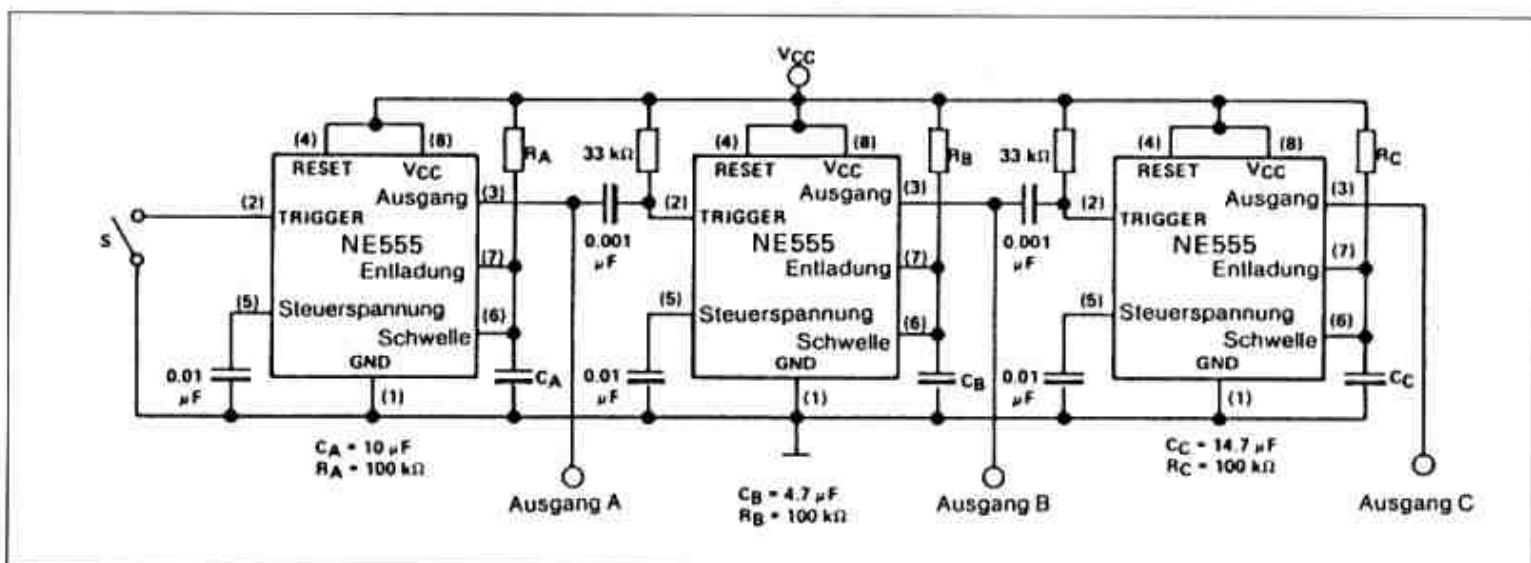 VCC
(4)
(8)
RESET
VCC
RA
33 kΩ
Ausgang
(3)
(2)
TRIGGER
NE555
S
Entladung
(7)
0.001
µF
(5)
Steuerspannung
(6)
Schwelle
GND
0.01
µF
(1)
CA
CA = 10 µF
RA = 100 kΩ
Ausgang A
(4)
(8)
RESET
VCC
RB
33 kΩ
Ausgang
(3)
(2)
TRIGGER
NE555
Entladung
(7)
0.001
µF
(5)
Steuerspannung
(6)
Schwelle
GND
0.01
µF
(1)
CB
CB = 4.7 µF
RB = 100 kΩ
Ausgang B
(4)
(8)
RESET
VCC
RC
Ausgang
(3)
(2)
TRIGGER
NE555
Entladung
(7)
(5)
Steuerspannung
(6)
Schwelle
GND
0.01
µF
(1)
CC
CC = 14.7 µF
RC = 100 kΩ
Ausgang C